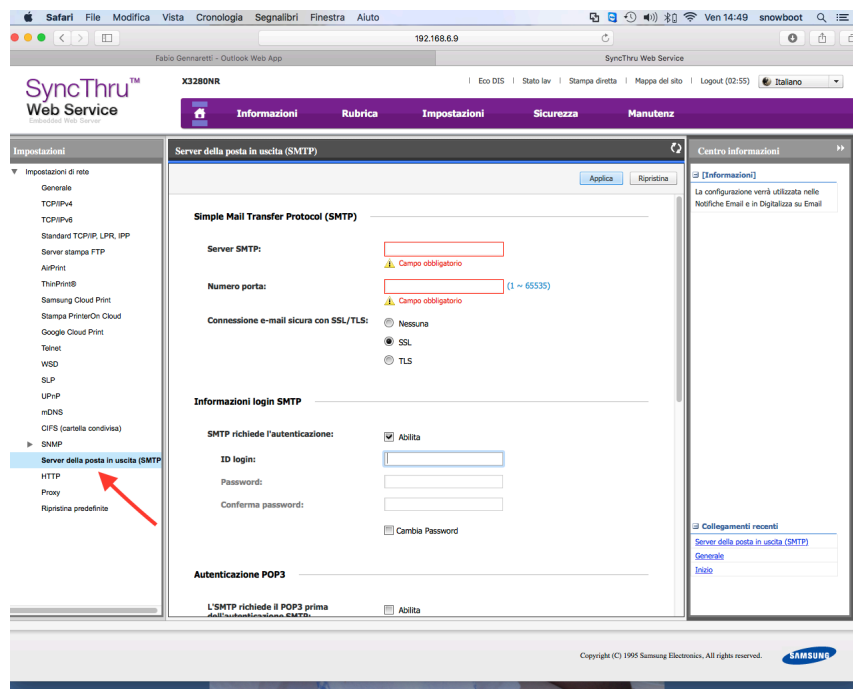 Safari File Modifica Vista Cronologia Segnalibri Finestra Aiuto Ven 14:49 snowboot
192.168.6.9
Fabio Gennaretti - Outlook Web App SyncThru Web Service
SyncThru™
Web Service
Embedded Web Server
X3280NR
Eco DIS | Stato lav | Stampa diretta | Mappa del sito | Logout (02:55) Italiano
Informazioni Rubrica Impostazioni Sicurezza Manutenz
Impostazioni
Impostazioni di rete
Generale
TCP/IPv4
TCP/IPv6
Standard TCP/IP, LPR, IPP
Server stampa FTP
AirPrint
ThinPrint®
Samsung Cloud Print
Stampa PrinterOn Cloud
Google Cloud Print
Telnet
WSD
SLP
UPnP
mDNS
CIFS (cartella condivisa)
SNMP
Server della posta in uscita (SMTP
HTTP
Proxy
Ripristina predefinite
Server della posta in uscita (SMTP)
Applica Ripristina
Simple Mail Transfer Protocol (SMTP)
Server SMTP:
Campo obbligatorio
Numero porta: (1 ~ 65535)
Campo obbligatorio
Connessione e-mail sicura con SSL/TLS: Nessuna
SSL
TLS
Informazioni login SMTP
SMTP richiede l'autenticazione: Abilita
ID login:
Password:
Conferma password:
Cambia Password
Autenticazione POP3
L'SMTP richiede il POP3 prima Abilita
dell'autenticazione SMTP:
Centro informazioni
[Informazioni]
La configurazione verrà utilizzata nelle
Notifiche Email e in Digitalizza su Email
Collegamenti recenti
Server della posta in uscita (SMTP)
Generale
Inizio
Copyright (C) 1995 Samsung Electronics, All rights reserved.
SAMSUNG